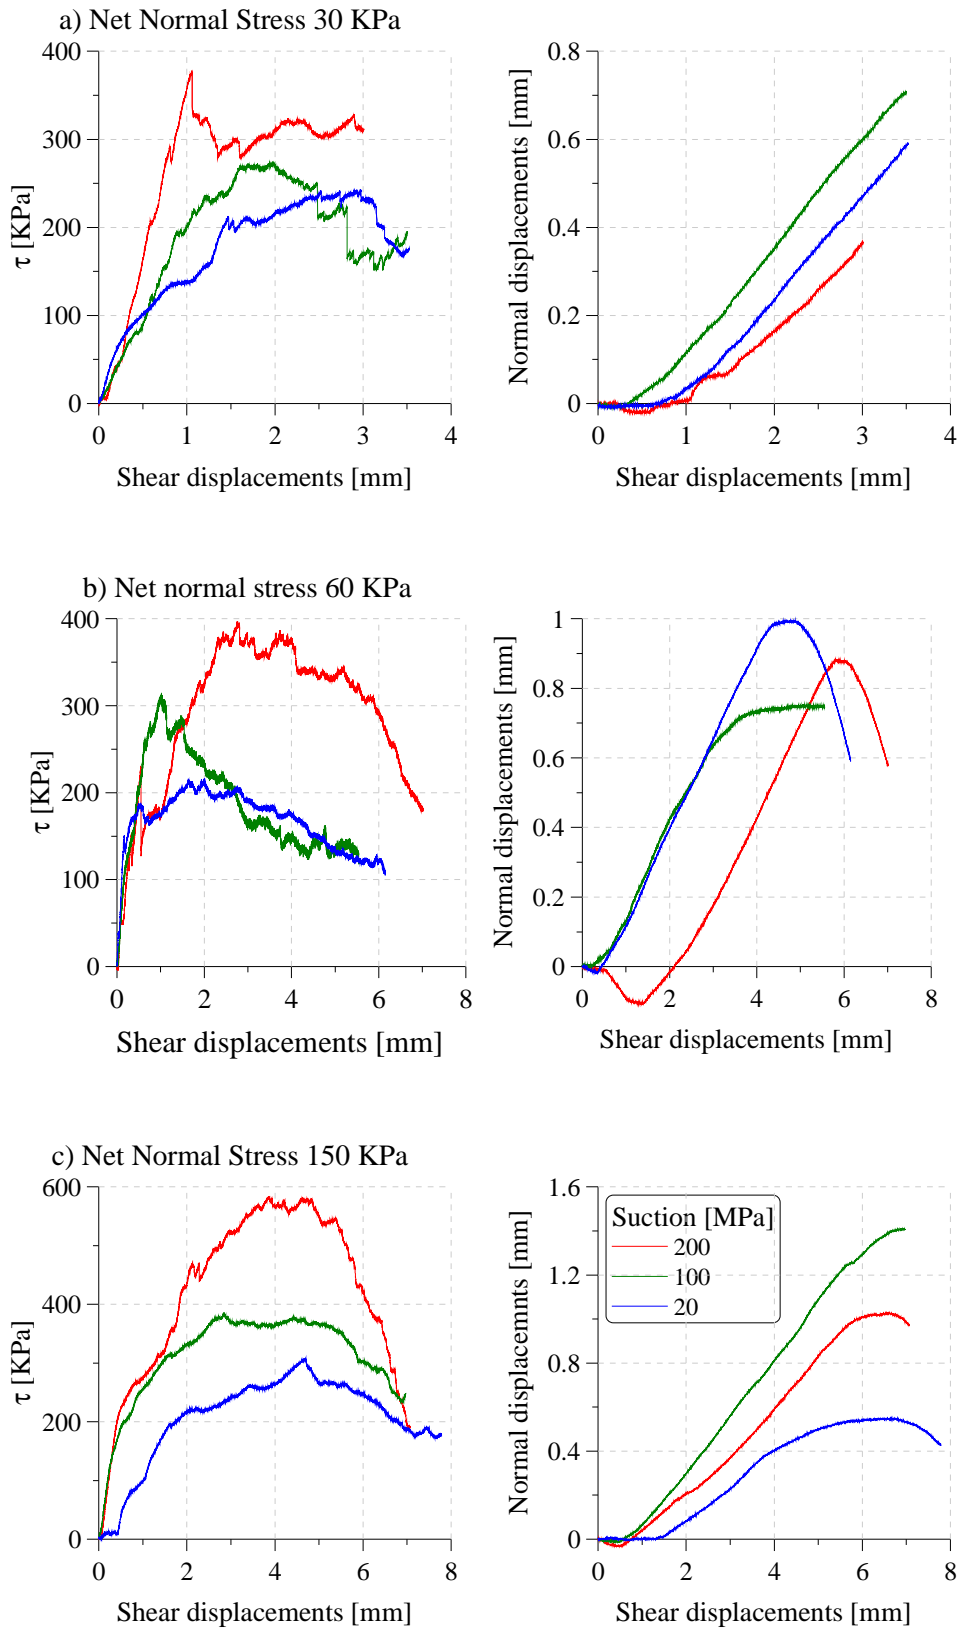 a) Net Normal Stress 30 KPa
400
300
200
100
0
τ [KPa]
0 1 2 3 4
Shear displacements [mm]
0.8
0.6
0.4
0.2
0
Normal displacements [mm]
0 1 2 3 4
Shear displacements [mm]
b) Net normal stress 60 KPa
400
300
200
100
0
τ [KPa]
0 2 4 6 8
Shear displacements [mm]
1
0.8
0.6
0.4
0.2
0
Normal displacements [mm]
0 2 4 6 8
Shear displacements [mm]
c) Net Normal Stress 150 KPa
600
400
200
0
τ [KPa]
0 2 4 6 8
Shear displacements [mm]
1.6
1.2
0.8
0.4
0
Normal displacemnts [mm]
Suction [MPa]
200
100
20
0 2 4 6 8
Shear displacements [mm]